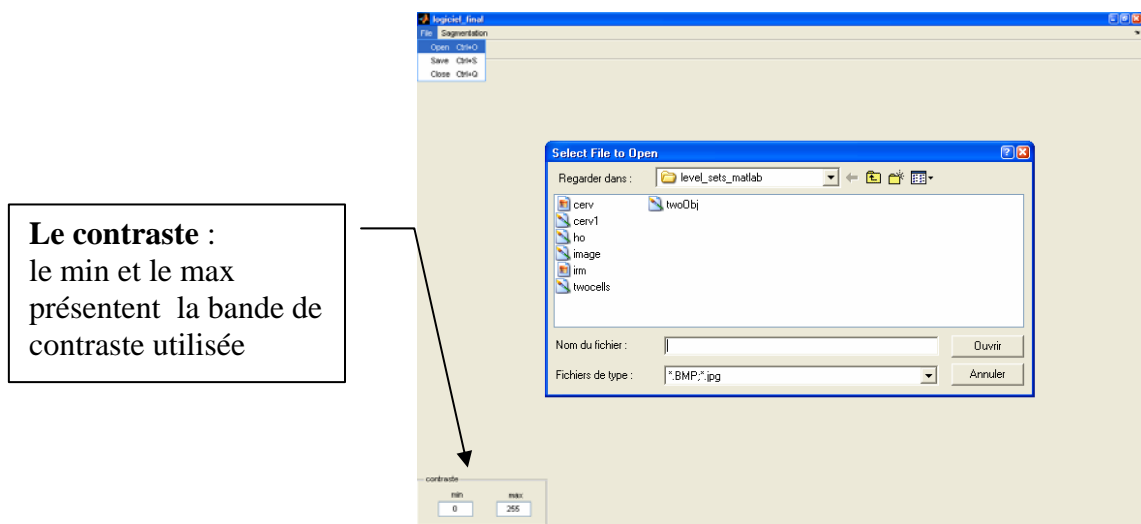 logiciel_final
File Segmentation
Open Ctrl+O
Save Ctrl+S
Close Ctrl+Q
Select File to Open
Regarder dans :
level_sets_matlab
cerv
twoObj
cerv1
ho
image
irm
twocells
Nom du fichier :
Ouvrir
Fichiers de type :
*.BMP;*.jpg
Annuler
Le contraste :
le min et le max
présentent la bande de
contraste utilisée
contraste
min max
0 255